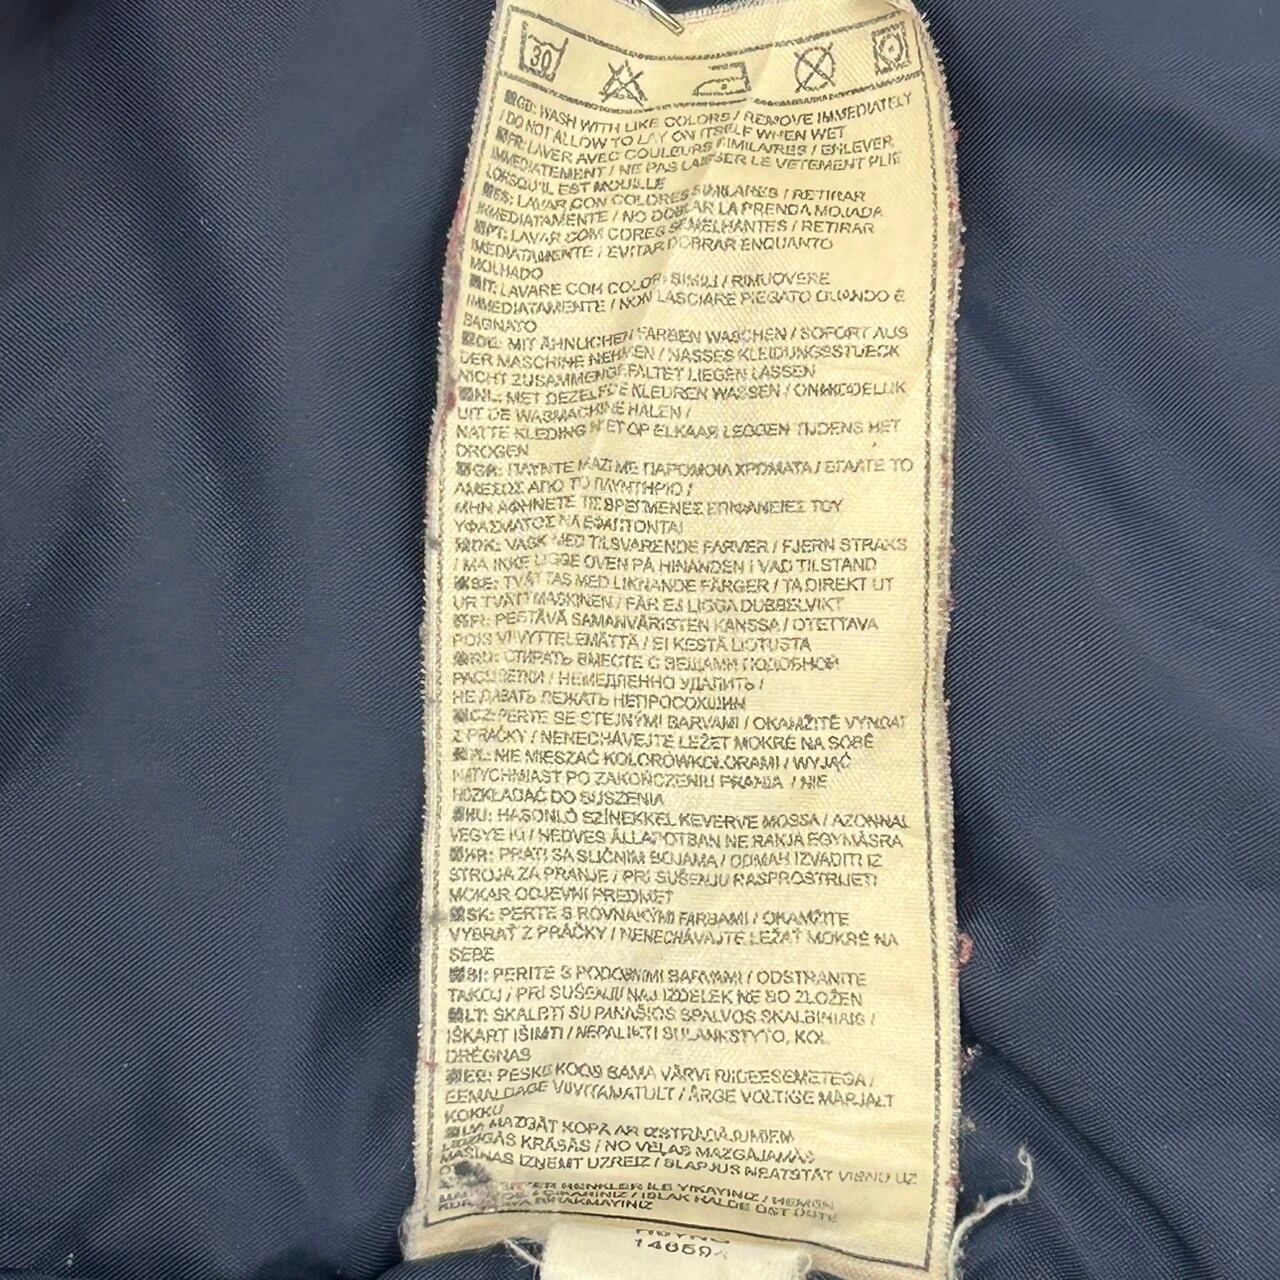 30
GB: WASH WITH LIKE COLORS / REMOVE IMMEDIATELY
/ DO NOT ALLOW TO LAY ON ITSELF WHEN WET
FR: LAVER AVEC COULEURS SIMILAIRES / ENLEVER
IMMEDIATEMENT / NE PAS LAISSER LE VETEMENT PLIE
LORSQU'IL EST MOUILLE
ES: LAVAR CON COLORES SIMILARES / RETIRAR
INMEDIATAMENTE / NO DOBLAR LA PRENDA MOJADA
PT: LAVAR COM CORES SEMELHANTES / RETIRAR
IMEDIATAMENTE / EVITAR DOBRAR ENQUANTO
MOLHADO
IT: LAVARE CON COLORI SIMILI / RIMUOVERE
IMMEDIATAMENTE / NON LASCIARE PIEGATO QUANDO È
BAGNATO
DE: MIT ÄHNLICHEN FARBEN WASCHEN / SOFORT AUS
DER MASCHINE NEHMEN / NASSES KLEIDUNGSSTUECK
NICHT ZUSAMMENGEFALTET LIEGEN LASSEN
NL: MET DEZELFDE KLEUREN WASSEN / ONMIDDELLIJK
UIT DE WASMACHINE HALEN /
NATTE KLEDING NIET OP ELKAAR LEGGEN TIJDENS HET
DROGEN
GR: ΠΛΥΝΤΕ ΜΑΖΙ ΜΕ ΠΑΡΟΜΟΙΑ ΧΡΩΜΑΤΑ / ΒΓΑΛΤΕ ΤΟ
ΑΜΕΣΩΣ ΑΠΟ ΤΟ ΠΛΥΝΤΗΡΙΟ /
ΜΗΝ ΑΦΗΝΕΤΕ ΤΙΣ ΒΡΕΓΜΕΝΕΣ ΕΠΙΦΑΝΕΙΕΣ ΤΟΥ
ΥΦΑΣΜΑΤΟΣ ΝΑ ΕΦΑΠΤΟΝΤΑΙ
DK: VASK MED TILSVARENDE FARVER / FJERN STRAKS
/ MA IKKE LIGGE OVEN PÅ HINANDEN I VAD TILSTAND
SE: TVÄTTAS MED LIKNANDE FÄRGER / TA DIREKT UT
UR TVÄTTMASKINEN / FÅR EJ LIGGA DUBBELVIKT
FI: PESTÄVÄ SAMANVÄRISTEN KANSSA / OTETTAVA
POIS VIIVYTTELEMÄTTÄ / EI KESTÄ LIOTUSTA
RU: СТИРАТЬ ВМЕСТЕ С ВЕЩАМИ ПОДОБНОЙ
РАСЦВЕТКИ / НЕМЕДЛЕННО УДАЛИТЬ /
НЕ ДАВАТЬ ЛЕЖАТЬ НЕПРОСОХШИМ
CZ: PERTE SE STEJNÝMI BARVAMI / OKAMŽITĚ VYNDAT
Z PRAČKY / NENECHÁVEJTE LEŽET MOKRÉ NA SOBĚ
PL: NIE MIESZAĆ KOLORÓW KOLORAMI / WYJĄĆ
NATYCHMIAST PO ZAKOŃCZENIU PRANIA / NIE
ROZKŁADAĆ DO SUSZENIA
HU: HASONLÓ SZÍNEKKEL KEVERVE MOSSA / AZONNAL
VEGYE KI / NEDVES ÁLLAPOTBAN NE RAKJA EGYMÁSRA
HR: PRATI SA SLIČNIM BOJAMA / ODMAH IZVADITI IZ
STROJA ZA PRANJE / PRI SUŠENJU RASPROSTRIJETI
MOKAR ODJEVNI PREDMET
SK: PERTE S ROVNAKÝMI FARBAMI / OKAMŽITE
VYBRAŤ Z PRÁČKY / NENECHÁVAJTE LEŽAŤ MOKRÉ NA
SEBE
SI: PERITE S PODOBNIMI BARVAMI / ODSTRANITE
TAKOJ / PRI SUŠENJU NAJ IZDELEK NE BO ZLOŽEN
LT: SKALBTI SU PANAŠIOS SPALVOS SKALBINIAIS /
IŠKART IŠIMTI / NEPALIKTI SULANKSTYTO, KOL
DRĖGNAS
EE: PESKE KOOS SAMA VÄRVI RIIDEESEMETEGA /
EEMALDAGE VIIVITAMATULT / ÄRGE VOLTIGE MÄRJALT
KOKKU
LV: MAZGĀT KOPĀ AR IZSTRĀDĀJUMIEM
LĪDZĪGĀS KRĀSĀS / NO VEĻAS MAZGĀJAMĀS
MAŠĪNAS IZŅEMT UZREIZ / SLAPJUS NEATSTĀT VIENU UZ
HENKLER ILE YIKAYINIZ / HEMEN
ÇIKARINIZ / ISLAK HALDE ÜST ÜSTE
BIRAKMAYINIZ